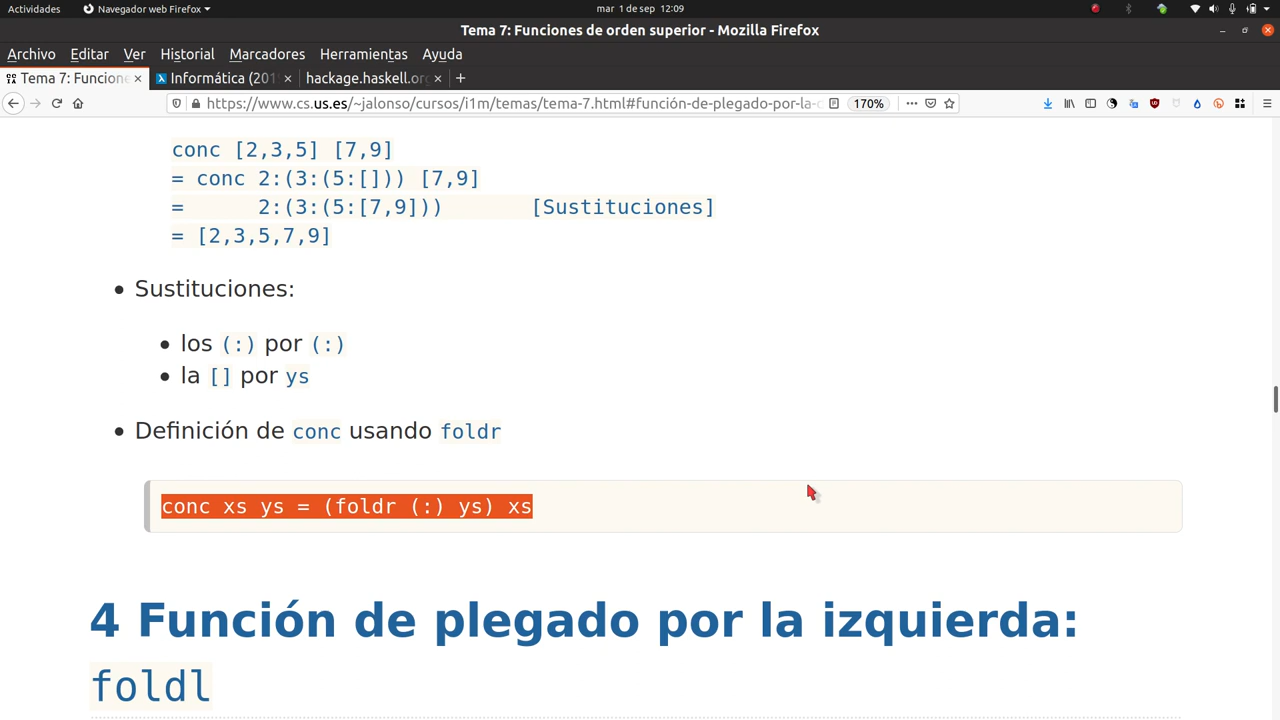 Actividades Navegador web Firefox mar 1 de sep 12:09
Tema 7: Funciones de orden superior - Mozilla Firefox
Archivo Editar Ver Historial Marcadores Herramientas Ayuda
Tema 7: Funcione × Informática (201 × hackage.haskell.org × +
https://www.cs.us.es/~jalonso/cursos/i1m/temas/tema-7.html#función-de-plegado-por-la- 170%
conc [2,3,5] [7,9]
= conc 2:(3:(5:[])) [7,9]
= 2:(3:(5:[7,9])) [Sustituciones]
= [2,3,5,7,9]
• Sustituciones:
• los (:) por (:)
• la [] por ys
• Definición de conc usando foldr
conc xs ys = (foldr (:) ys) xs
4 Función de plegado por la izquierda:
foldl